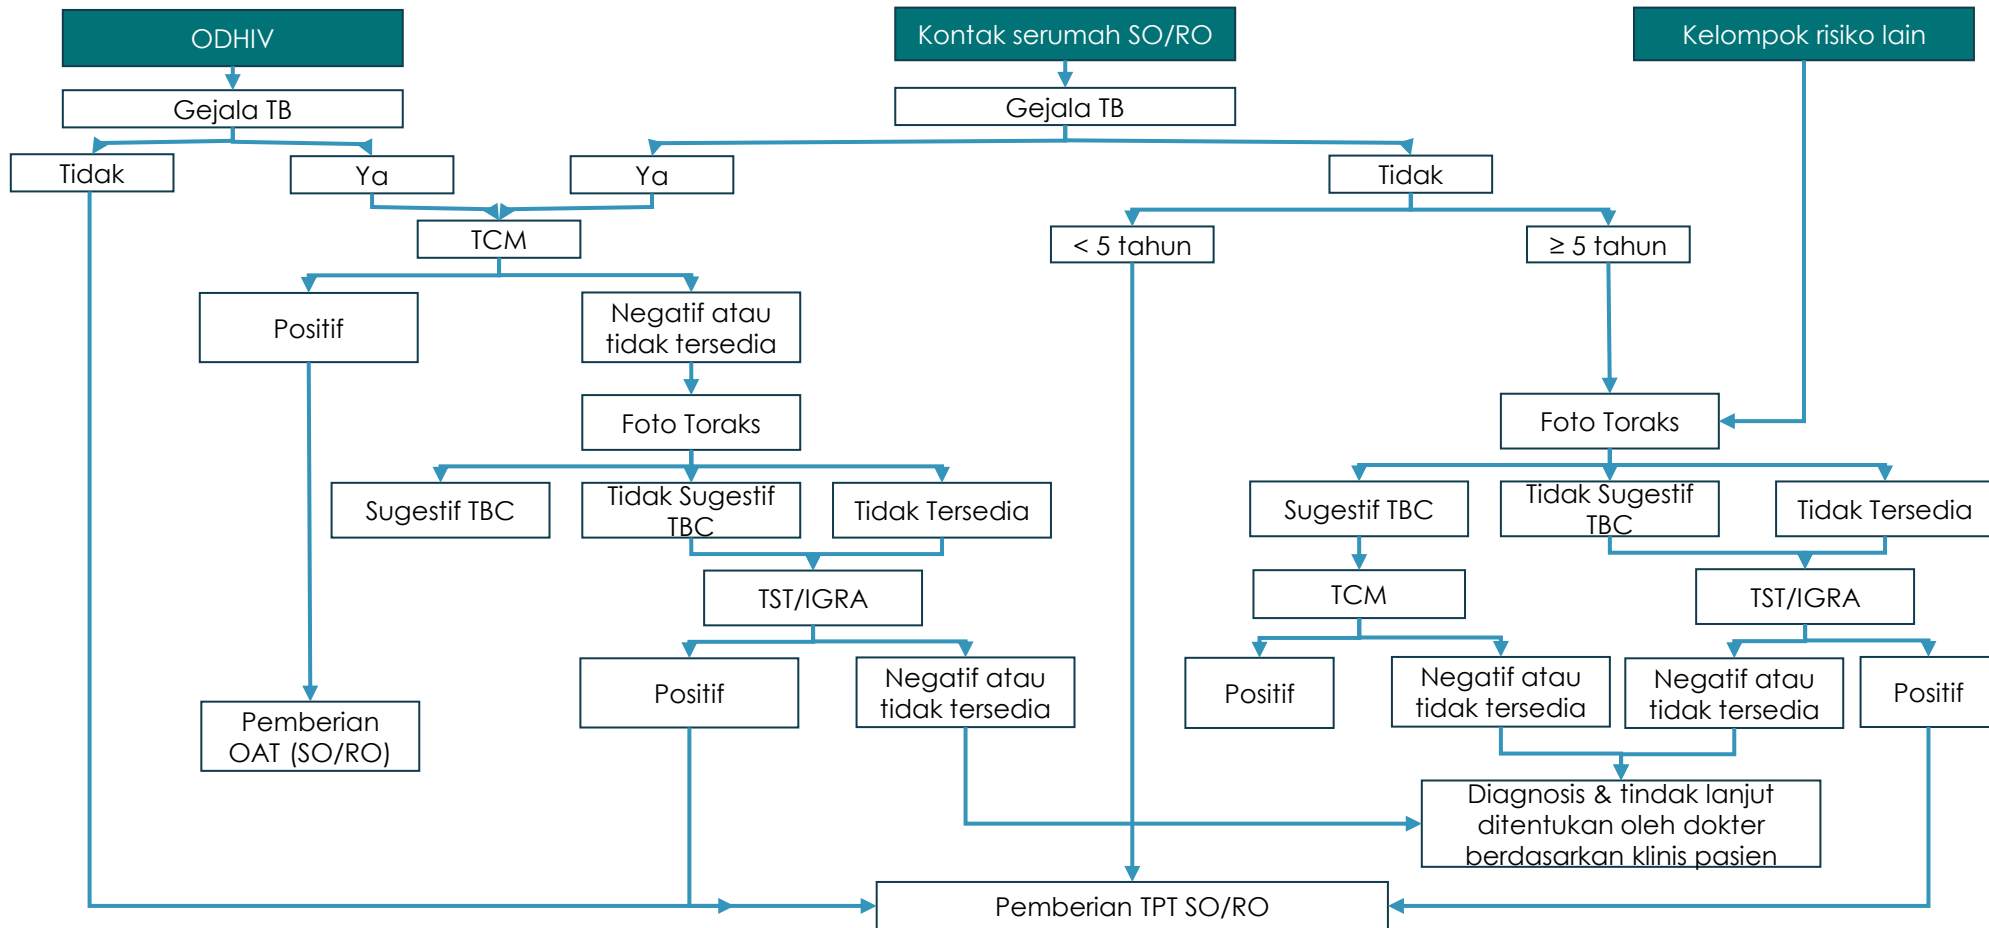 ODHIV
Kontak serumah SO/RO
Kelompok risiko lain
Gejala TB
Gejala TB
Tidak
Ya
Ya
Tidak
TCM
< 5 tahun
≥ 5 tahun
Positif
Negatif atau
tidak tersedia
Foto Toraks
Foto Toraks
Sugestif TBC
Tidak Sugestif
TBC
Tidak Tersedia
Sugestif TBC
Tidak Sugestif
TBC
Tidak Tersedia
TST/IGRA
TCM
TST/IGRA
Positif
Negatif atau
tidak tersedia
Positif
Negatif atau
tidak tersedia
Negatif atau
tidak tersedia
Positif
Pemberian
OAT (SO/RO)
Diagnosis & tindak lanjut
ditentukan oleh dokter
berdasarkan klinis pasien
Pemberian TPT SO/RO